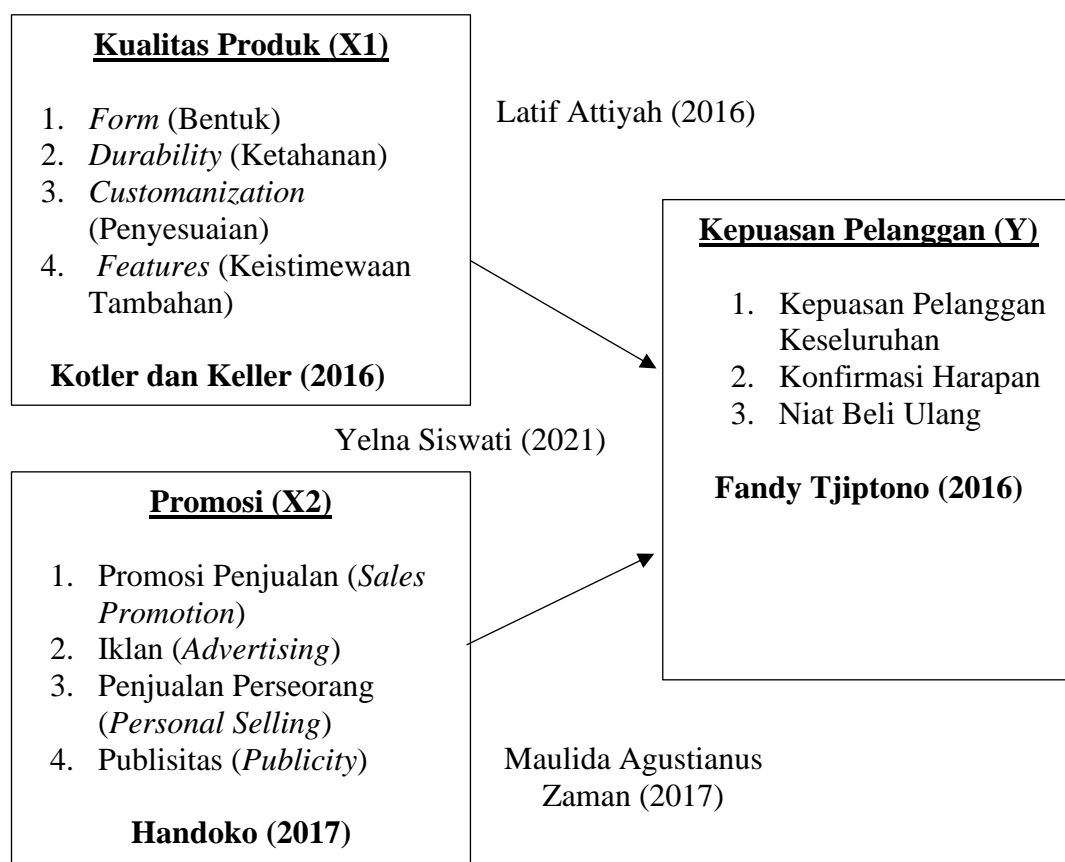 Kualitas Produk (X1)
1. Form (Bentuk)
2. Durability (Ketahanan)
3. Customanization
(Penyesuaian)
4. Features (Keistimewaan
Tambahan)
Kotler dan Keller (2016)
Latif Attiyah (2016)
Kepuasan Pelanggan (Y)
1. Kepuasan Pelanggan
Keseluruhan
2. Konfirmasi Harapan
3. Niat Beli Ulang
Fandy Tjiptono (2016)
Yelna Siswati (2021)
Promosi (X2)
1. Promosi Penjualan (Sales
Promotion)
2. Iklan (Advertising)
3. Penjualan Perseorang
(Personal Selling)
4. Publisitas (Publicity)
Handoko (2017)
Maulida Agustianus
Zaman (2017)